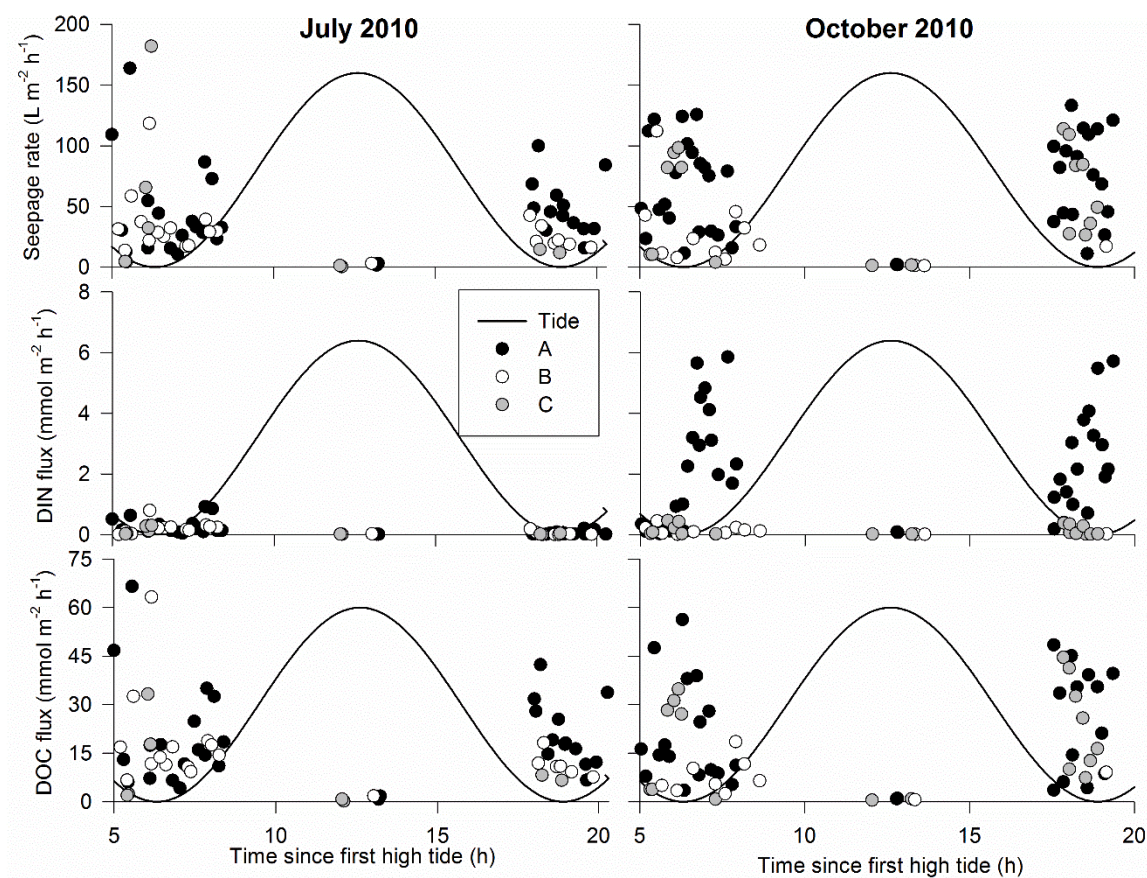 July 2010
October 2010
Seepage rate (L m⁻² h⁻¹)
200
150
100
50
0
DIN flux (mmol m⁻² h⁻¹)
8
6
4
2
0
Tide
A
B
C
DOC flux (mmol m⁻² h⁻¹)
75
60
45
30
15
0
5 10 15 20
5 10 15 20
Time since first high tide (h)
Time since first high tide (h)